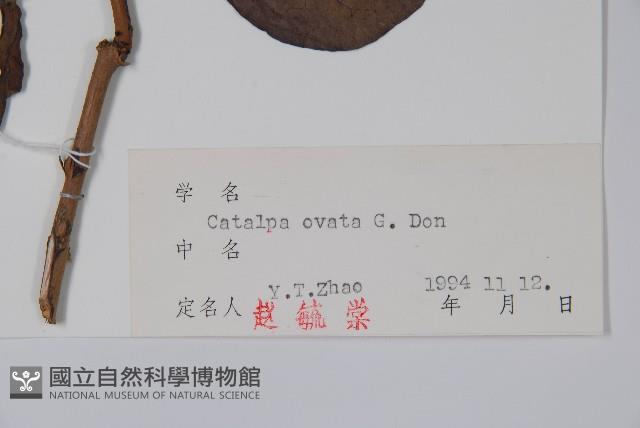 学 名
Catalpa ovata G. Don
中 名
Y.T.Zhao 1994 11 12.
定名人 赵毓棠 年 月 日
國立自然科學博物館
NATIONAL MUSEUM OF NATURAL SCIENCE